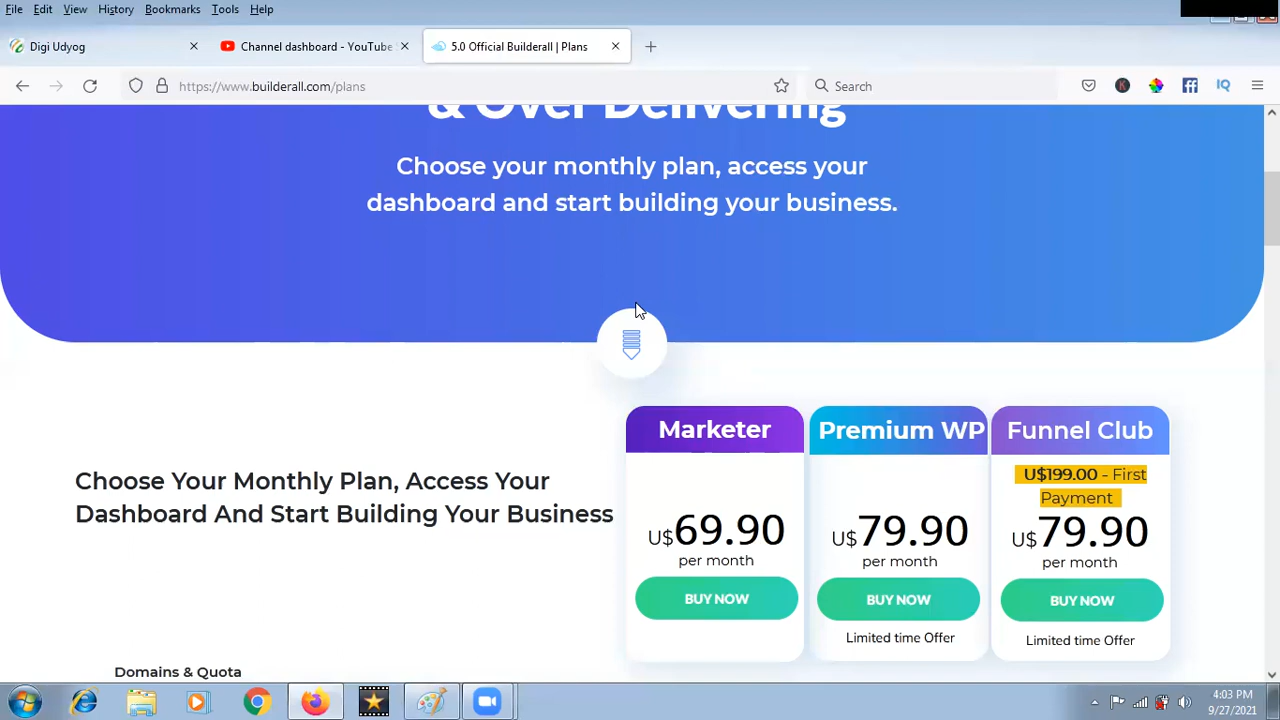 File Edit View History Bookmarks Tools Help
Digi Udyog
Channel dashboard - YouTube
5.0 Official Builderall | Plans
https://www.builderall.com/plans
Search
IQ
& Over Delivering
Choose your monthly plan, access your
dashboard and start building your business.
Choose Your Monthly Plan, Access Your
Dashboard And Start Building Your Business
Marketer
U$69.90
per month
BUY NOW
Premium WP
U$79.90
per month
BUY NOW
Limited time Offer
Funnel Club
U$199.00 - First
Payment
U$79.90
per month
BUY NOW
Limited time Offer
Domains & Quota
4:03 PM
9/27/2021